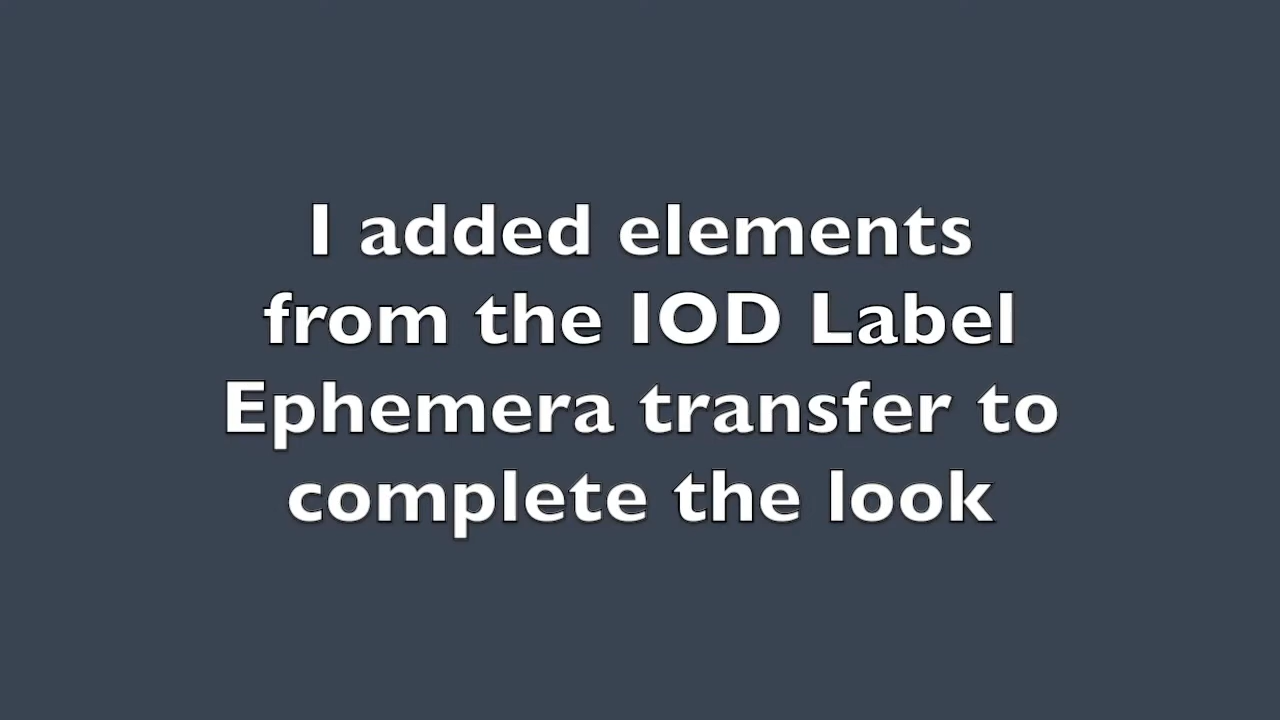 I added elements
from the IOD Label
Ephemera transfer to
complete the look